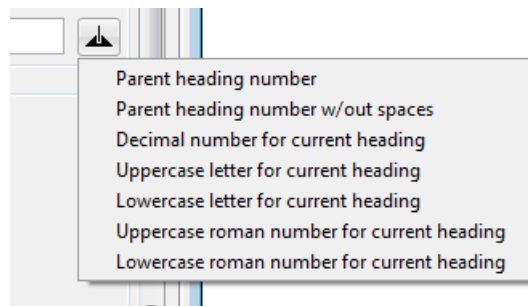 Parent heading number
Parent heading number w/out spaces
Decimal number for current heading
Uppercase letter for current heading
Lowercase letter for current heading
Uppercase roman number for current heading
Lowercase roman number for current heading